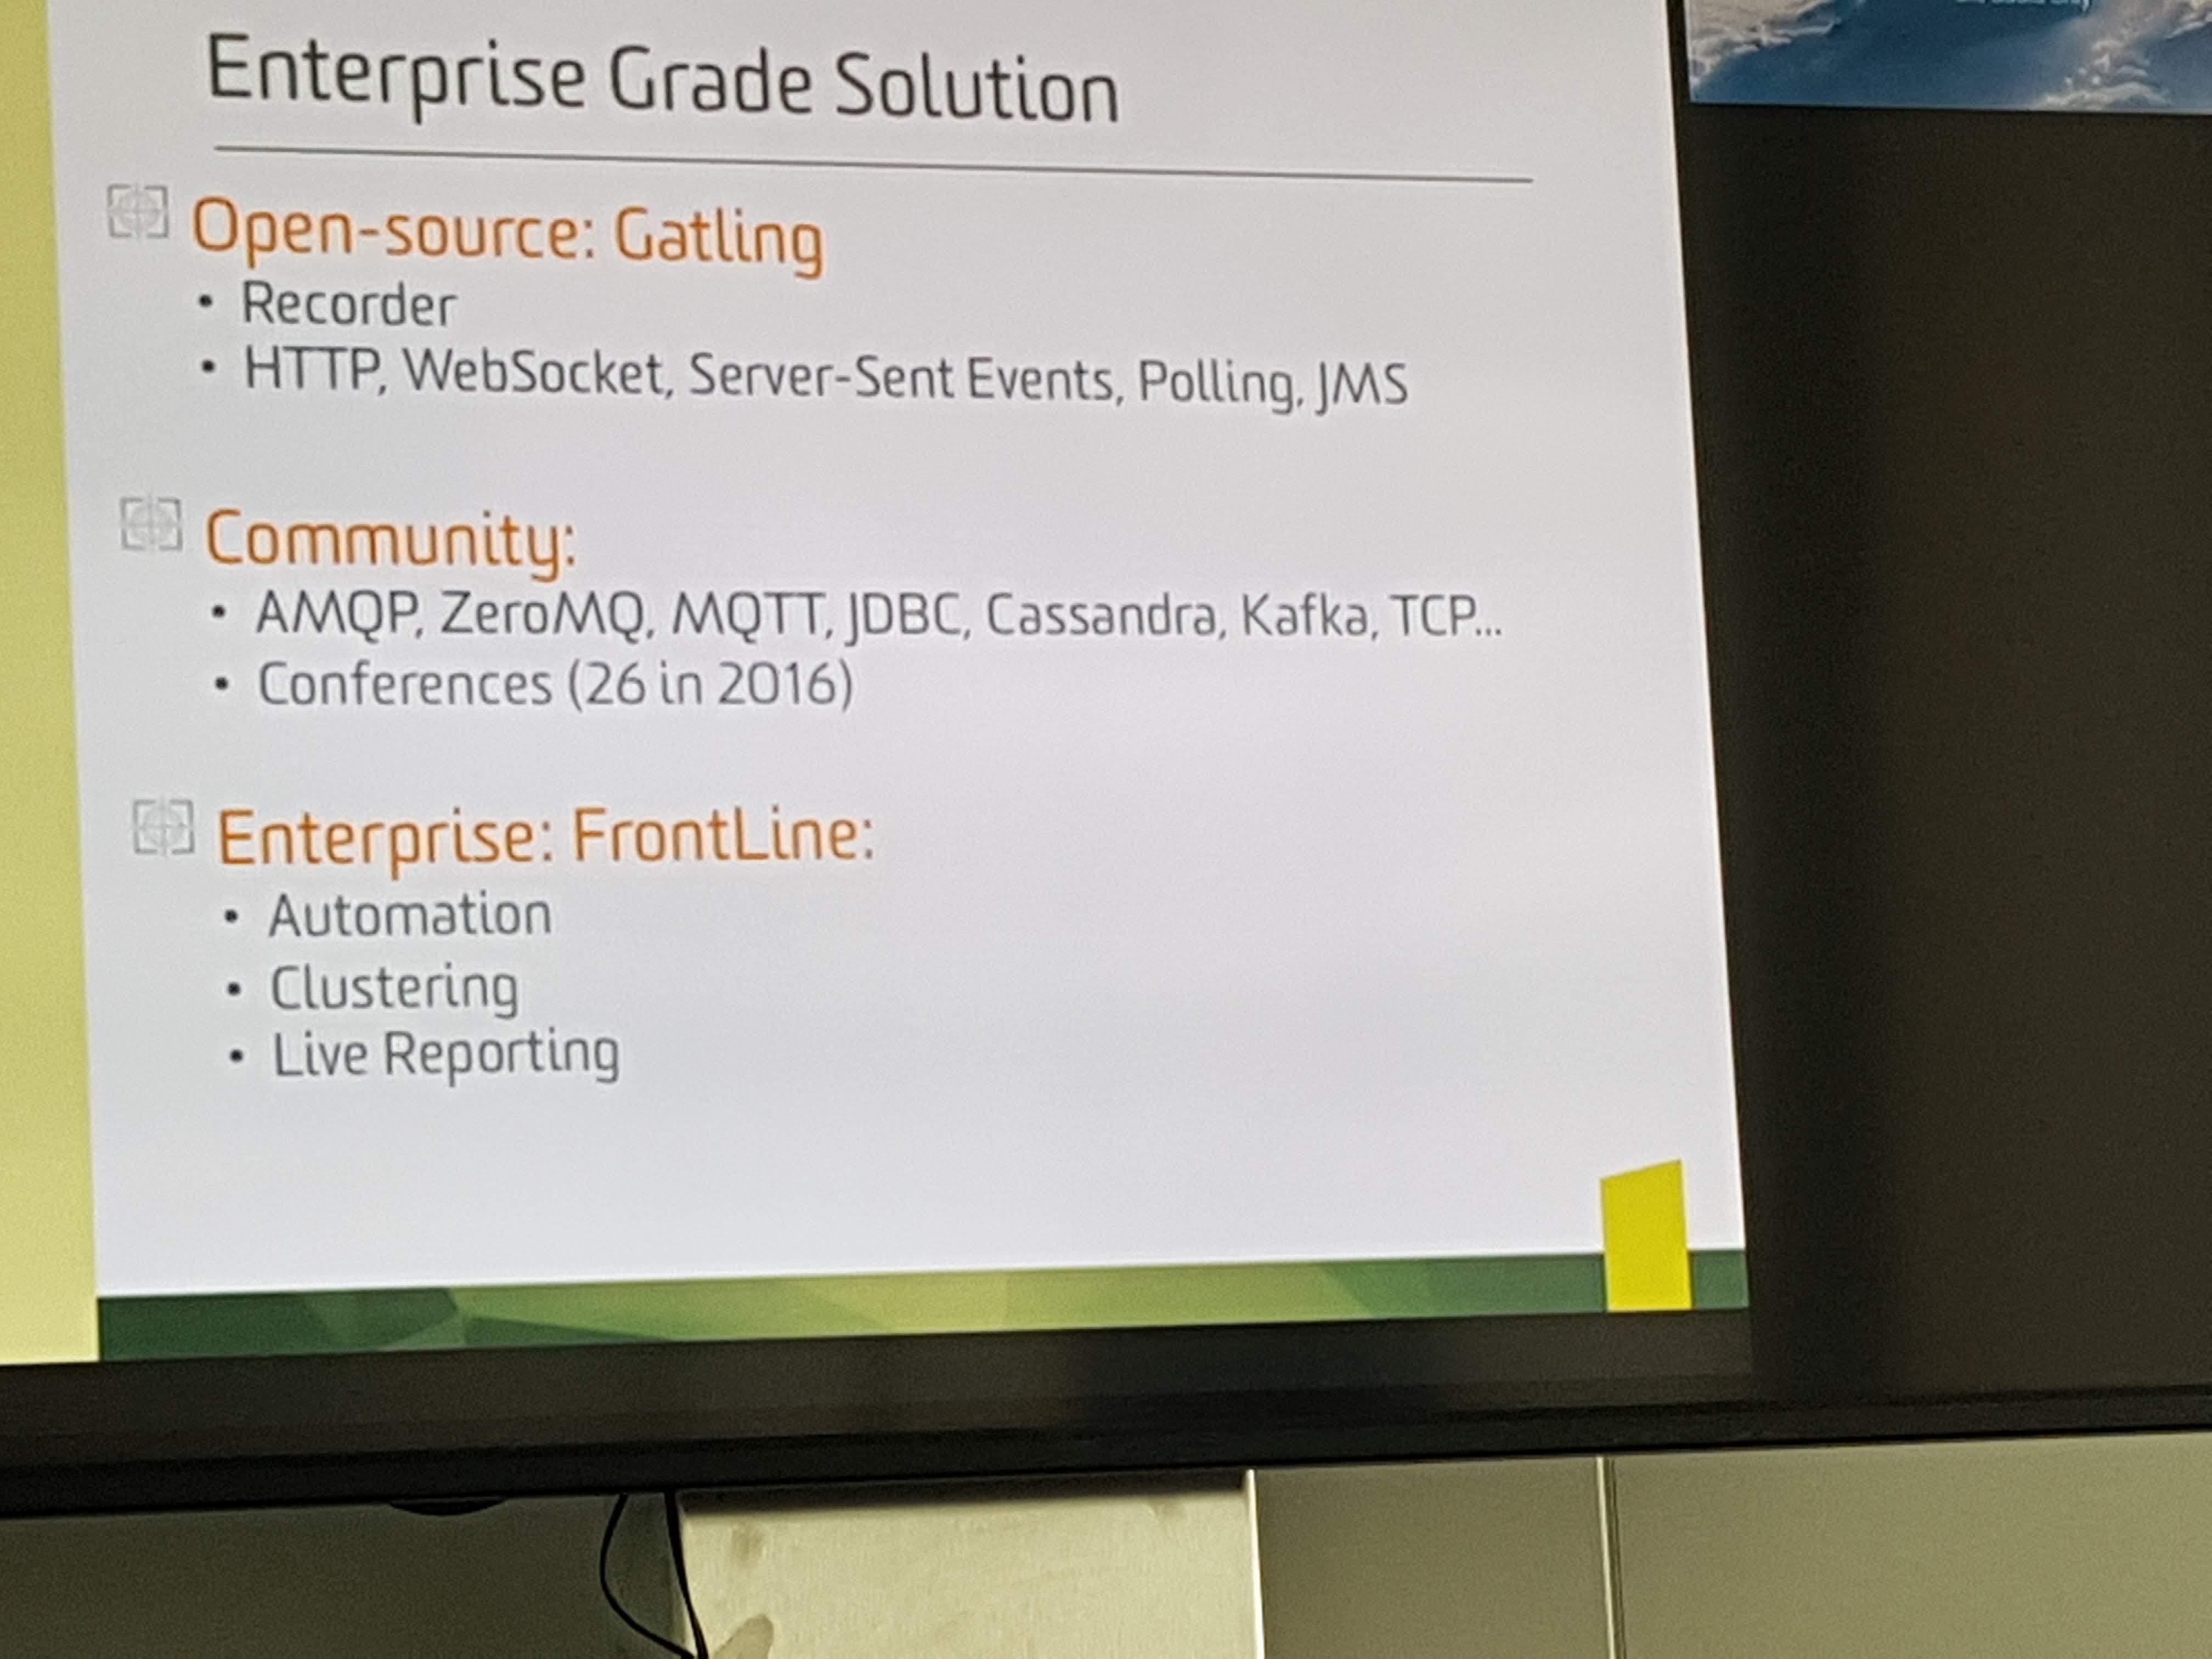 Enterprise Grade Solution
Open-source: Gatling
• Recorder
• HTTP, WebSocket, Server-Sent Events, Polling, JMS
Community:
• AMQP, ZeroMQ, MQTT, JDBC, Cassandra, Kafka, TCP...
• Conferences (26 in 2016)
Enterprise: FrontLine:
• Automation
• Clustering
• Live Reporting